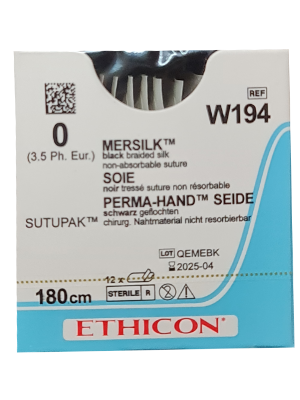 REF
W194
0
(3.5 Ph. Eur.)
MERSILK™
black braided silk
non-absorbable suture
SOIE
noir tressé suture non résorbable
PERMA-HAND™ SEIDE
schwarz geflochten
chirurg. Nahtmaterial nicht resorbierbar
SUTUPAK™
LOT QEMEBK
2025-04
12 x
180cm
STERILE R
ETHICON